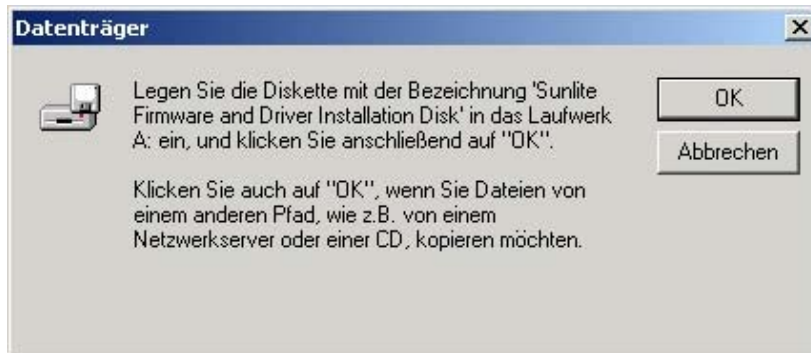 Datenträger
Legen Sie die Diskette mit der Bezeichnung 'Sunlite
Firmware and Driver Installation Disk' in das Laufwerk
A: ein, und klicken Sie anschließend auf "OK".
Klicken Sie auch auf "OK", wenn Sie Dateien von
einem anderen Pfad, wie z.B. von einem
Netzwerkserver oder einer CD, kopieren möchten.
OK
Abbrechen